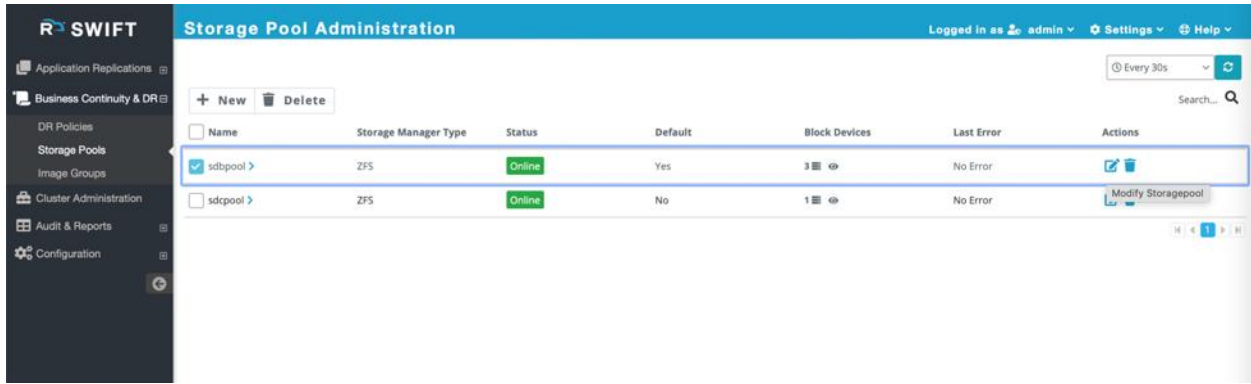 R SWIFT
Storage Pool Administration
Logged in as admin
Settings
Help
Application Replications
Business Continuity & DR
DR Policies
Storage Pools
Image Groups
Cluster Administration
Audit & Reports
Configuration
Every 30s
+ New Delete
Search...
Name Storage Manager Type Status Default Block Devices Last Error Actions
sdbpool > ZFS Online Yes 3 No Error
Modify Storagepool
sdcpool > ZFS Online No 1 No Error
1